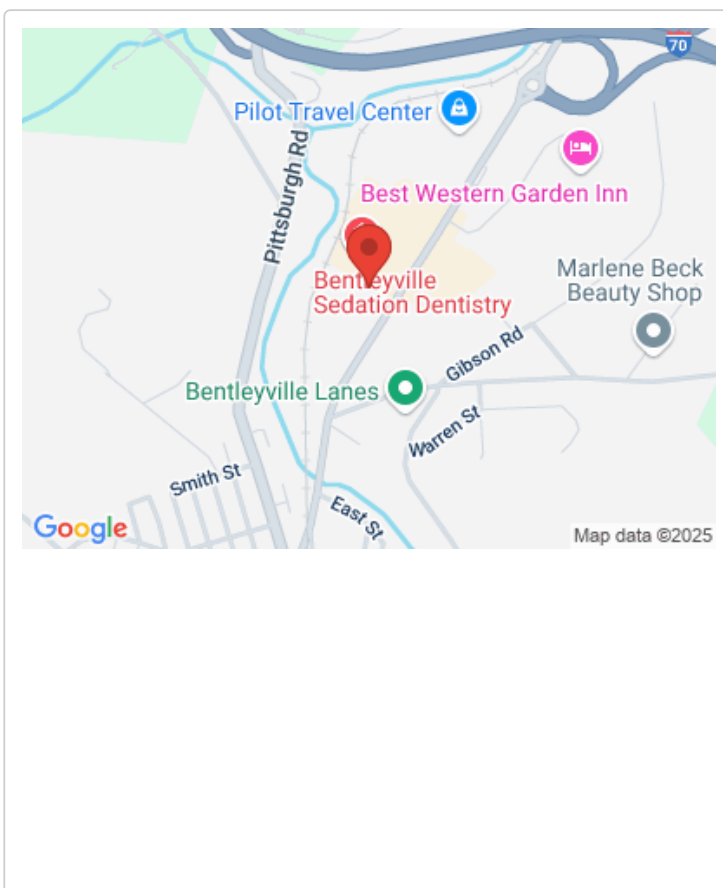 70
Pilot Travel Center
Pittsburgh Rd
Best Western Garden Inn
Bentleyville
Sedation Dentistry
Marlene Beck
Beauty Shop
Gibson Rd
Bentleyville Lanes
Warren St
Smith St
East St
Google
Map data ©2025